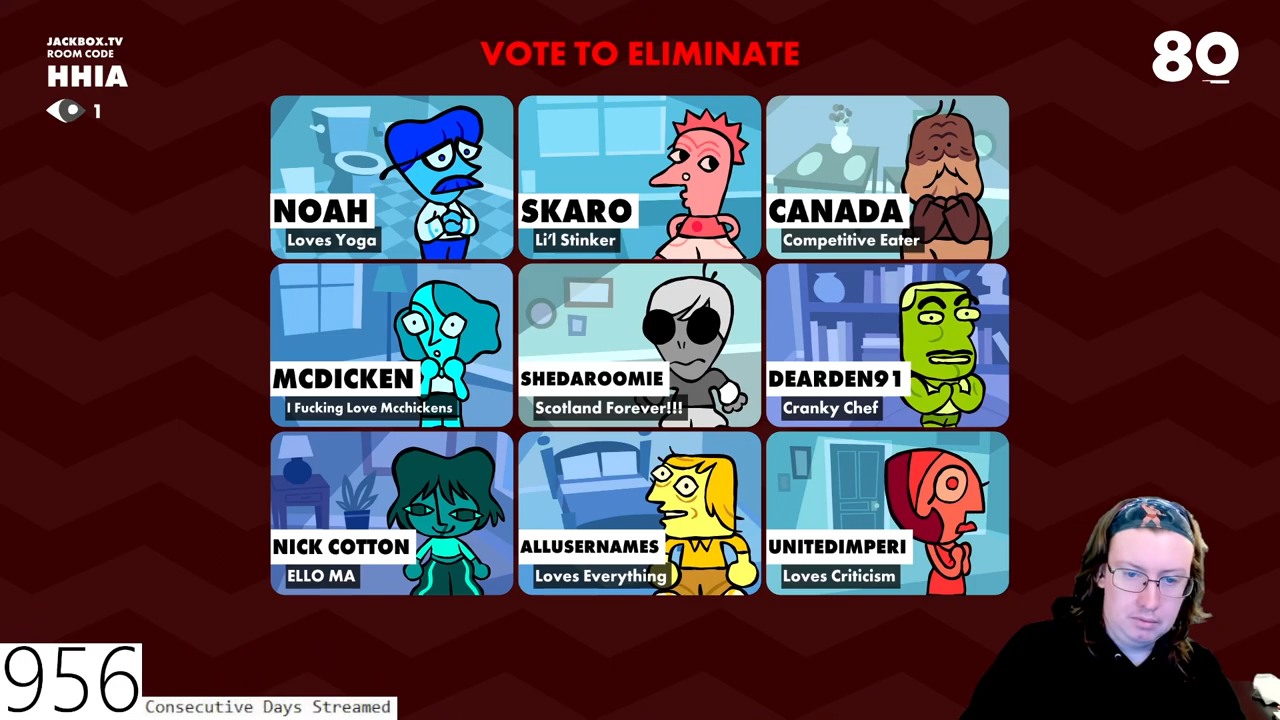 JACKBOX.TV
ROOM CODE
HHIA
1
VOTE TO ELIMINATE
80
NOAH
Loves Yoga
SKARO
Li'l Stinker
CANADA
Competitive Eater
MCDICKEN
I Fucking Love Mcchickens
SHEDAROOMIE
Scotland Forever!!!
DEARDEN91
Cranky Chef
NICK COTTON
ELLO MA
ALLUSERNAMES
Loves Everything
UNITEDIMPERI
Loves Criticism
956
Consecutive Days Streamed